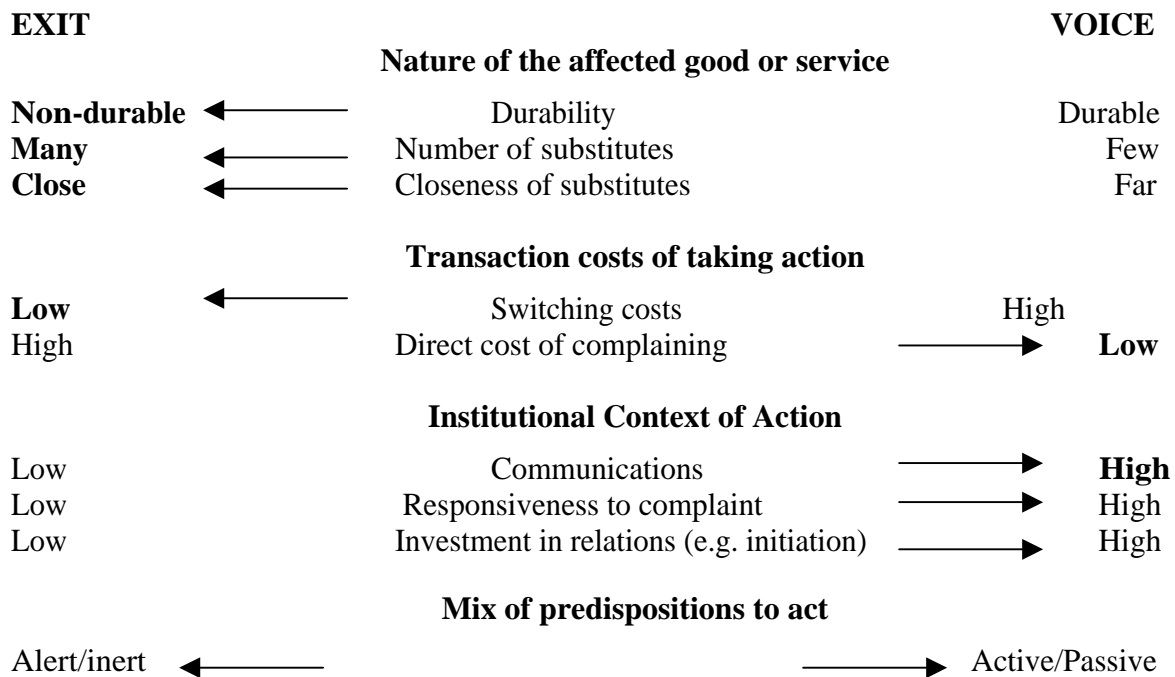 EXIT VOICE
Nature of the affected good or service
Non-durable Durability Durable
Many Number of substitutes Few
Close Closeness of substitutes Far
Transaction costs of taking action
Low Switching costs High
High Direct cost of complaining Low
Institutional Context of Action
Low Communications High
Low Responsiveness to complaint High
Low Investment in relations (e.g. initiation) High
Mix of predispositions to act
Alert/inert Active/Passive